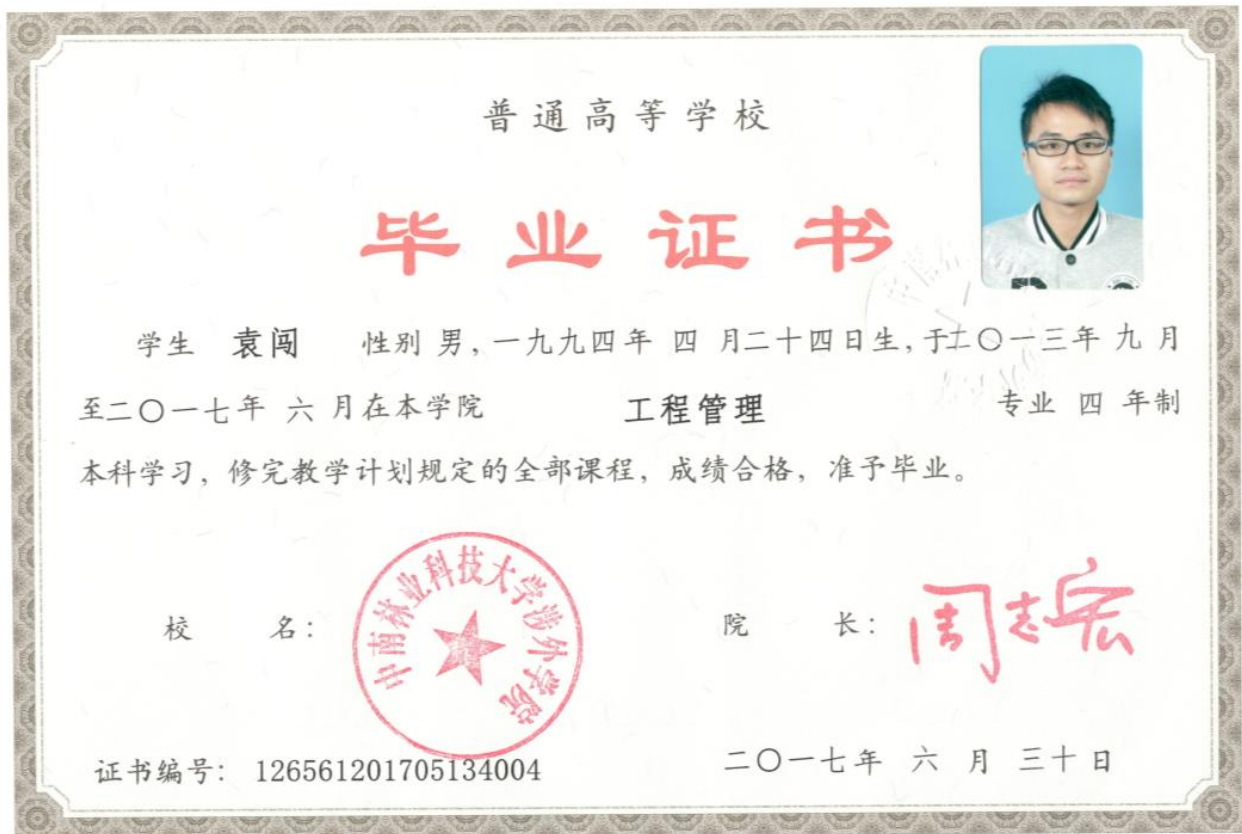 普通高等学校
毕业证书
学生 袁闯 性别 男，一九九四年 四 月二十四日生，于二〇一三年 九 月
至二〇一七年 六 月在本学院 工程管理 专业 四 年制
本科学习，修完教学计划规定的全部课程，成绩合格，准予毕业。
校 名：
中南林业科技大学涉外学院
院 长：
周志宏
证书编号： 126561201705134004
二〇一七年 六 月 三十日